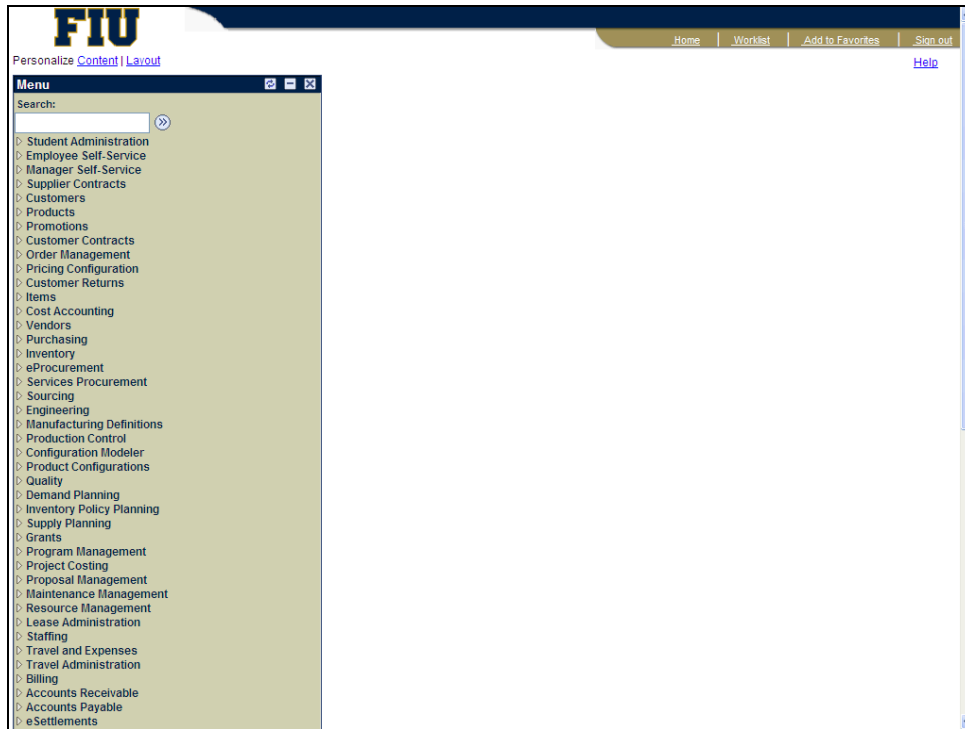 FIU
Home Worklist Add to Favorites Sign out
Personalize Content | Layout
Help
Menu
Search:
Student Administration
Employee Self-Service
Manager Self-Service
Supplier Contracts
Customers
Products
Promotions
Customer Contracts
Order Management
Pricing Configuration
Customer Returns
Items
Cost Accounting
Vendors
Purchasing
Inventory
eProcurement
Services Procurement
Sourcing
Engineering
Manufacturing Definitions
Production Control
Configuration Modeler
Product Configurations
Quality
Demand Planning
Inventory Policy Planning
Supply Planning
Grants
Program Management
Project Costing
Proposal Management
Maintenance Management
Resource Management
Lease Administration
Staffing
Travel and Expenses
Travel Administration
Billing
Accounts Receivable
Accounts Payable
eSettlements